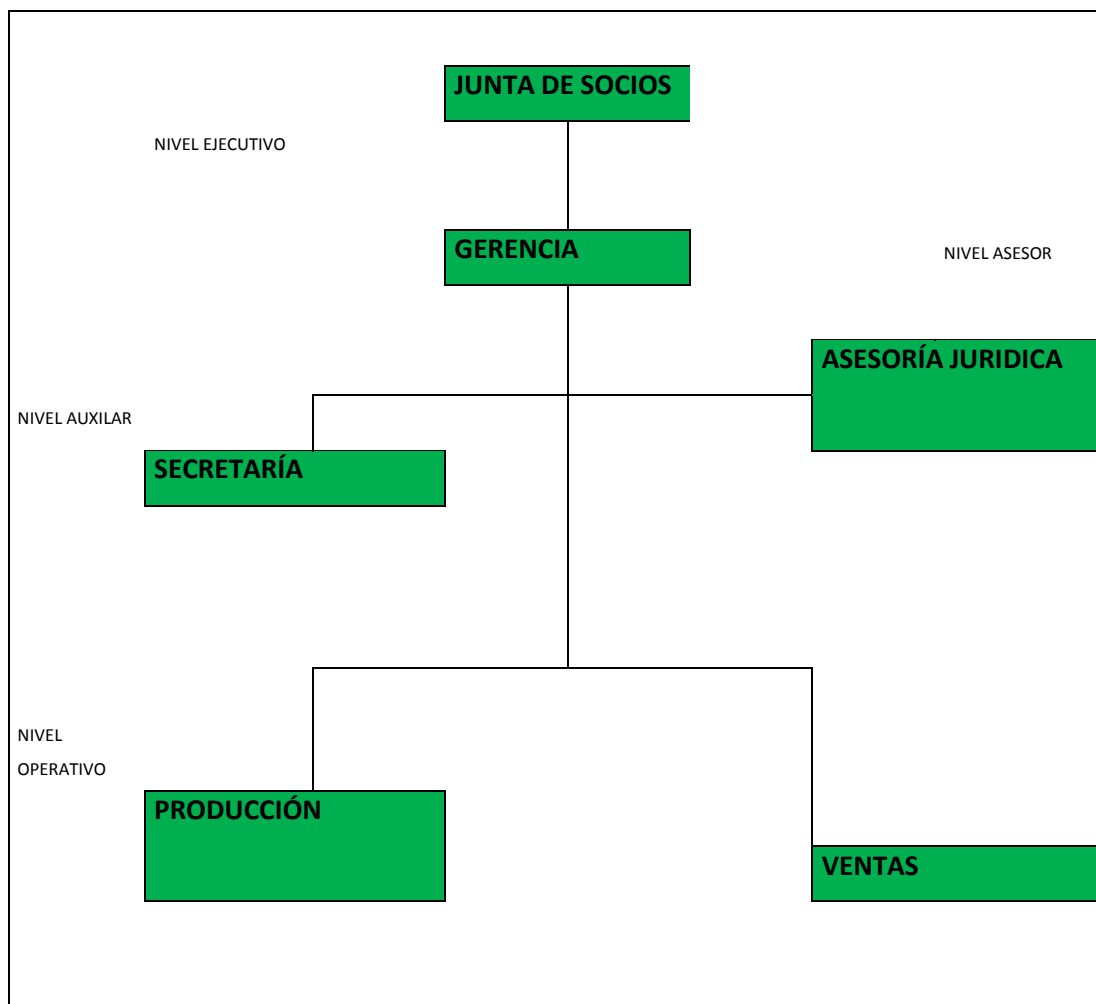 JUNTA DE SOCIOS
NIVEL EJECUTIVO
GERENCIA
NIVEL ASESOR
ASESORÍA JURIDICA
NIVEL AUXILAR
SECRETARÍA
NIVEL
OPERATIVO
PRODUCCIÓN
VENTAS